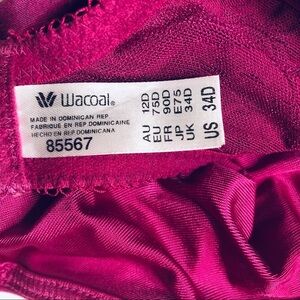 Wacoal®
MADE IN DOMINICAN REP.
FABRIQUE EN REP. DOMINICAINE
HECHO EN REP. DOMINICANA
85567
AU 12D
EU 75D
FR 90D
JP E75
UK 34D
US 34D